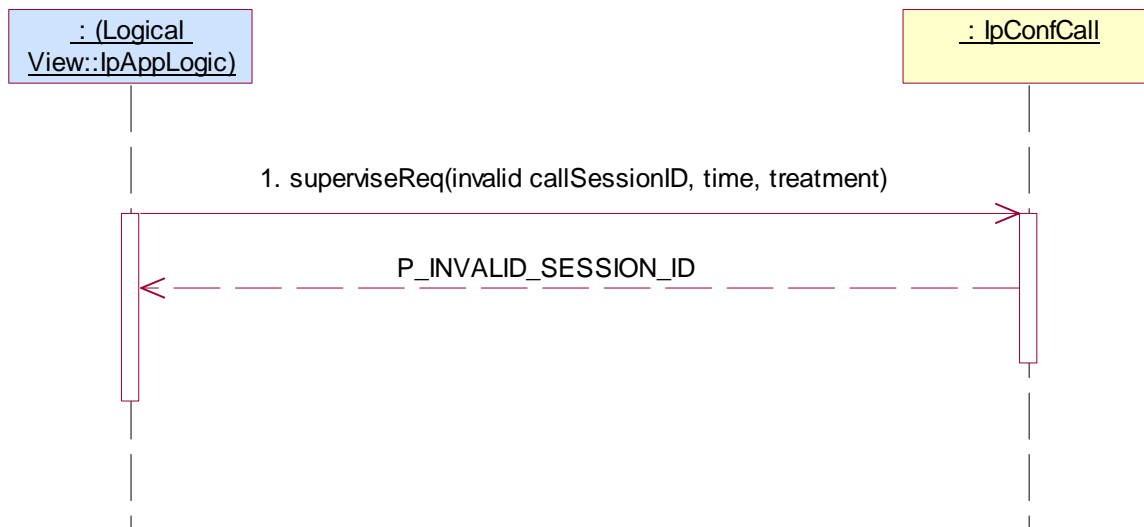 : (Logical
View::IpAppLogic)
: IpConfCall
1. superviseReq(invalid callSessionID, time, treatment)
P_INVALID_SESSION_ID